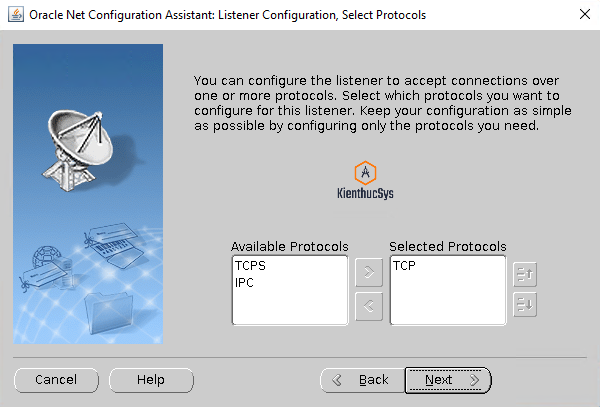 Oracle Net Configuration Assistant: Listener Configuration, Select Protocols
You can configure the listener to accept connections over
one or more protocols. Select which protocols you want to
configure for this listener. Keep your configuration as simple
as possible by configuring only the protocols you need.
KienthucSys
Available Protocols
TCPS
IPC
Selected Protocols
TCP
Cancel
Help
Back
Next